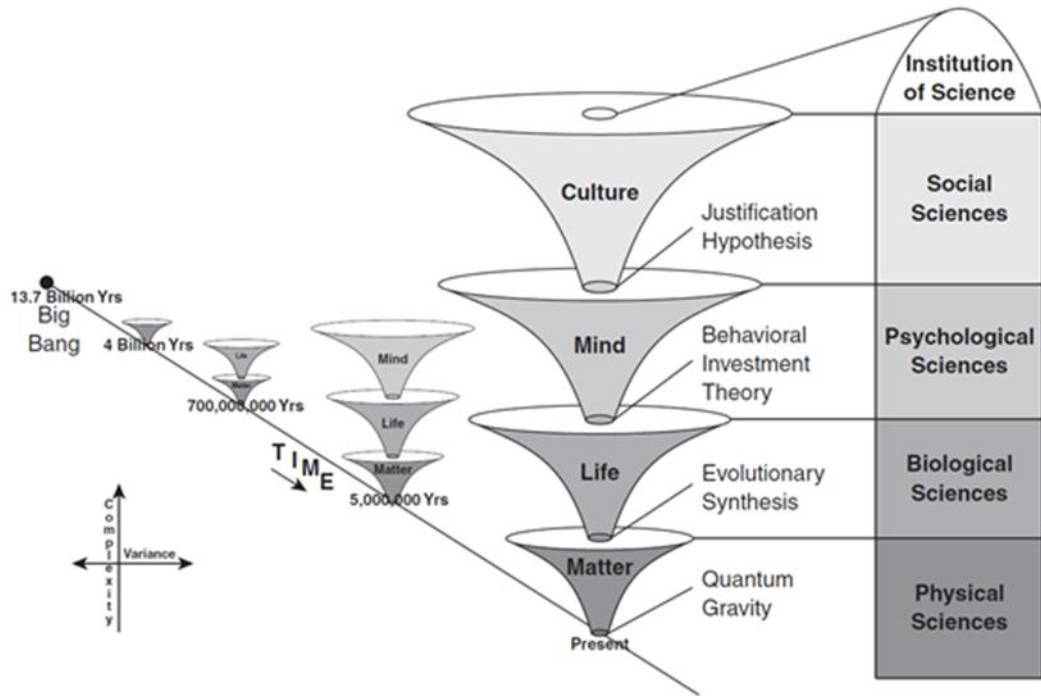 Institution
of Science
Culture
Social
Sciences
Justification
Hypothesis
13.7 Billion Yrs
Big
Bang
4 Billion Yrs
Life
Matter
700,000,000 Yrs
Mind
Life
Matter
5,000,000 Yrs
TIME
Mind
Behavioral
Investment
Theory
Psychological
Sciences
Life
Evolutionary
Synthesis
Biological
Sciences
Complexity
Variance
Matter
Quantum
Gravity
Physical
Sciences
Present